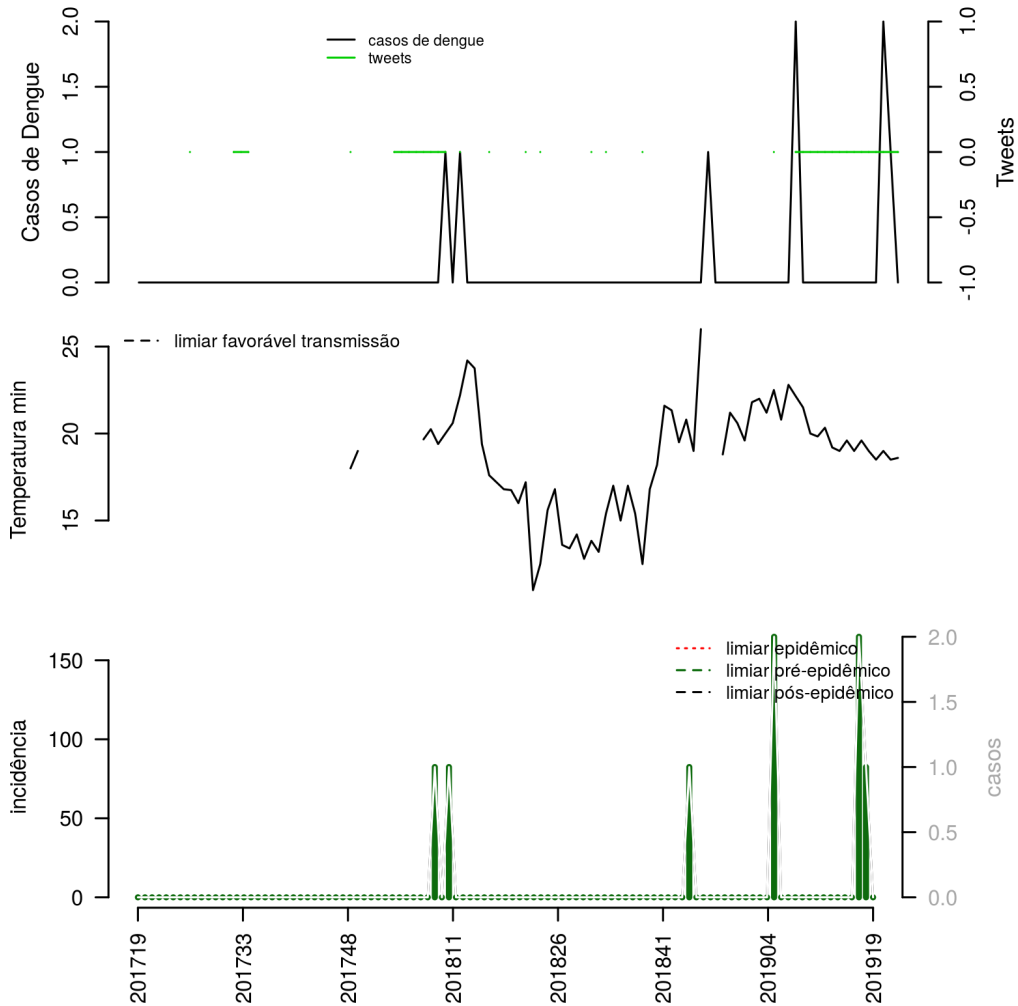 Casos de Dengue
2.0
1.5
1.0
0.5
0.0
casos de dengue
tweets
1.0
0.5
0.0
-0.5
-1.0
Tweets
Temperatura min
25
20
15
limiar favorável transmissão
incidência
150
100
50
0
limiar epidêmico
limiar pré-epidêmico
limiar pós-epidêmico
2.0
1.5
1.0
0.5
0.0
casos
201719
201733
201748
201811
201826
201841
201904
201919